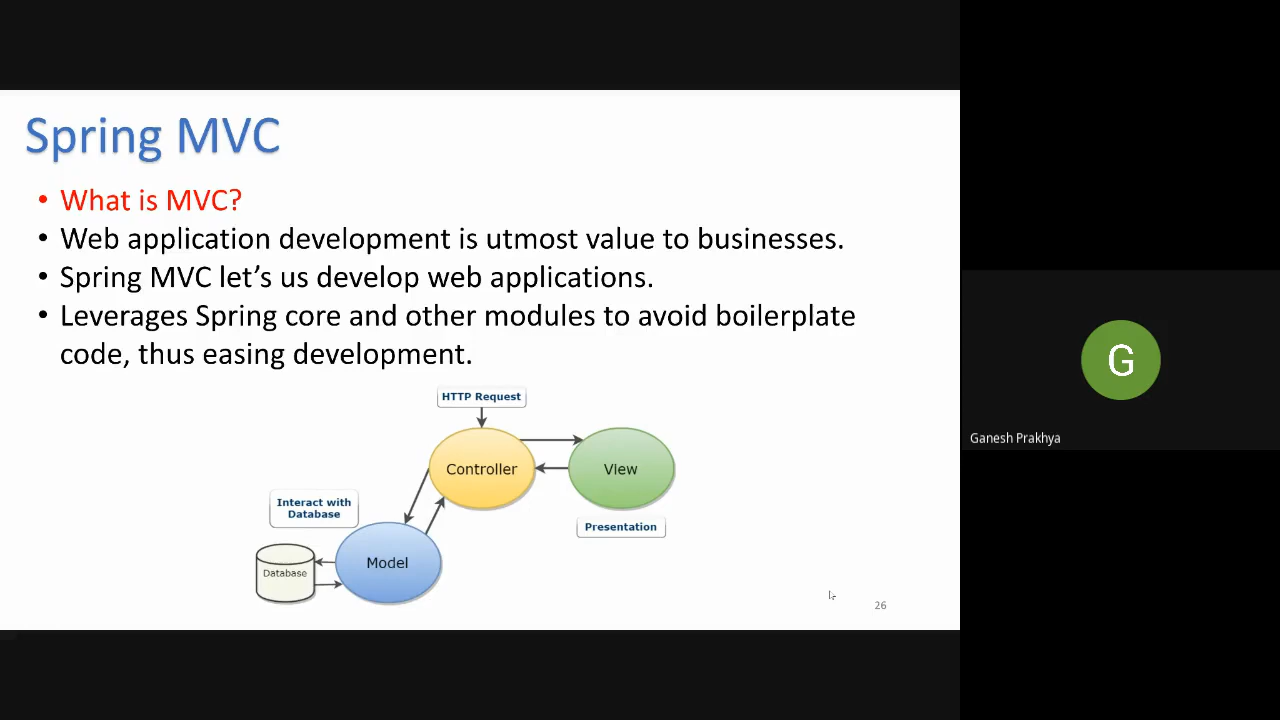 Spring MVC
• What is MVC?
• Web application development is utmost value to businesses.
• Spring MVC let’s us develop web applications.
• Leverages Spring core and other modules to avoid boilerplate
code, thus easing development.
HTTP Request
Controller
View
Interact with
Database
Presentation
Database
Model
26
G
Ganesh Prakhya